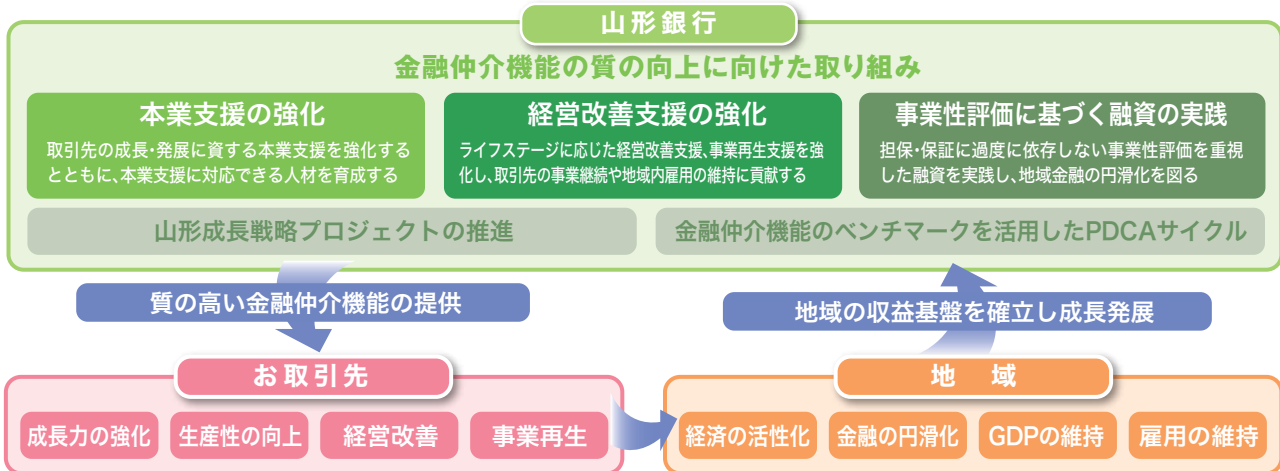 山形銀行
金融仲介機能の質の向上に向けた取り組み
本業支援の強化
取引先の成長・発展に資する本業支援を強化する
とともに、本業支援に対応できる人材を育成する
経営改善支援の強化
ライフステージに応じた経営改善支援、事業再生支援を強
化し、取引先の事業継続や地域内雇用の維持に貢献する
事業性評価に基づく融資の実践
担保・保証に過度に依存しない事業性評価を重視
した融資を実践し、地域金融の円滑化を図る
山形成長戦略プロジェクトの推進
金融仲介機能のベンチマークを活用したPDCAサイクル
質の高い金融仲介機能の提供
地域の収益基盤を確立し成長発展
お取引先
成長力の強化
生産性の向上
経営改善
事業再生
地 域
経済の活性化
金融の円滑化
GDPの維持
雇用の維持